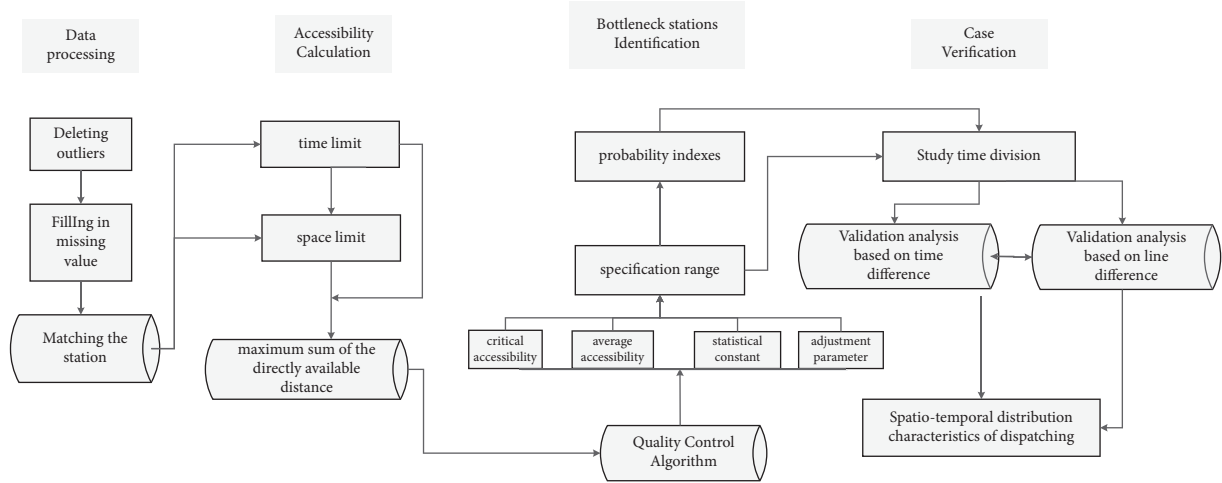 Data
processing
Accessibility
Calculation
Bottleneck stations
Identification
Case
Verification
Deleting
outliers
FillIng in
missing
value
Matching the
station
time limit
space limit
maximum sum of the
directly available
distance
probability indexes
specification range
critical
accessibility
average
accessibility
statistical
constant
adjustment
parameter
Quality Control
Algorithm
Study time division
Validation analysis
based on time
difference
Validation analysis
based on line
difference
Spatio-temporal distribution
characteristics of dispatching